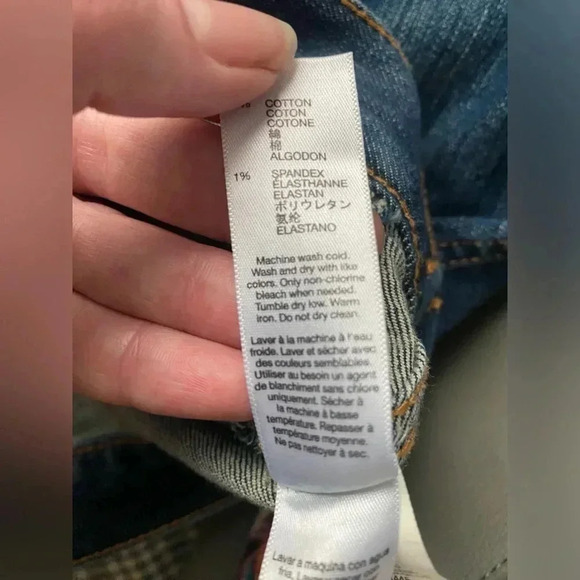 % COTTON
COTON
COTONE
綿
棉
ALGODON
1% SPANDEX
ÉLASTHANNE
ELASTAN
ポリウレタン
氨纶
ELASTANO
Machine wash cold.
Wash and dry with like
colors. Only non-chlorine
bleach when needed.
Tumble dry low. Warm
iron. Do not dry clean.
Laver à la machine à l'eau
froide. Laver et sécher avec
des couleurs semblables.
Utiliser au besoin un agent
de blanchiment sans chlore
uniquement. Sécher à
la machine à basse
température. Repasser à
température moyenne.
Ne pas nettoyer à sec.
Lavar a máquina con agua
fría. Lavar